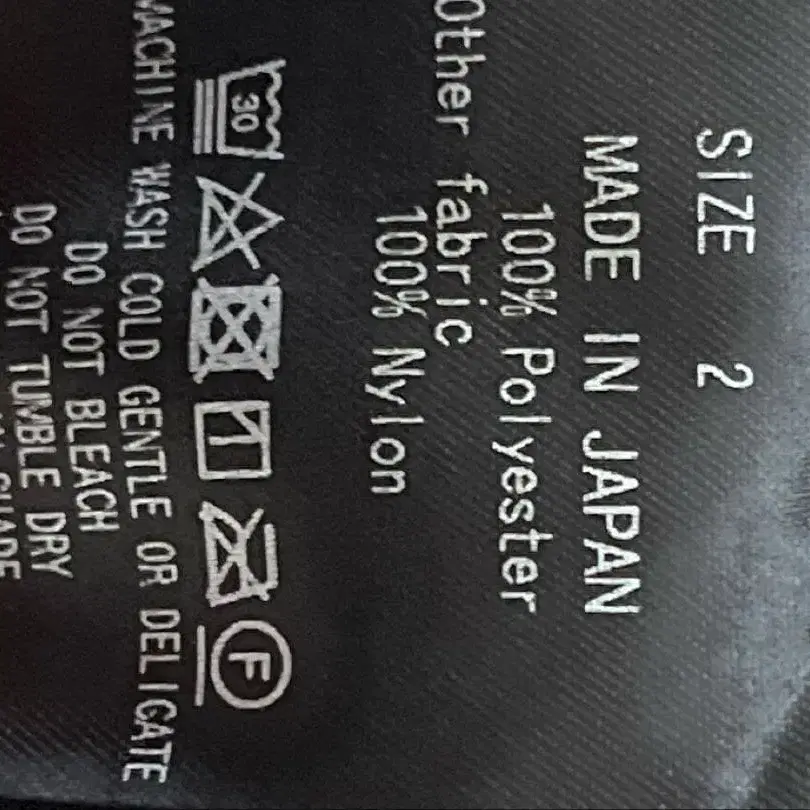 SIZE 2
MADE IN JAPAN
100% Polyester
Other fabric
100% Nylon
30 F
MACHINE WASH COLD GENTLE OR DELICATE
DO NOT BLEACH
DO NOT TUMBLE DRY
SHADE